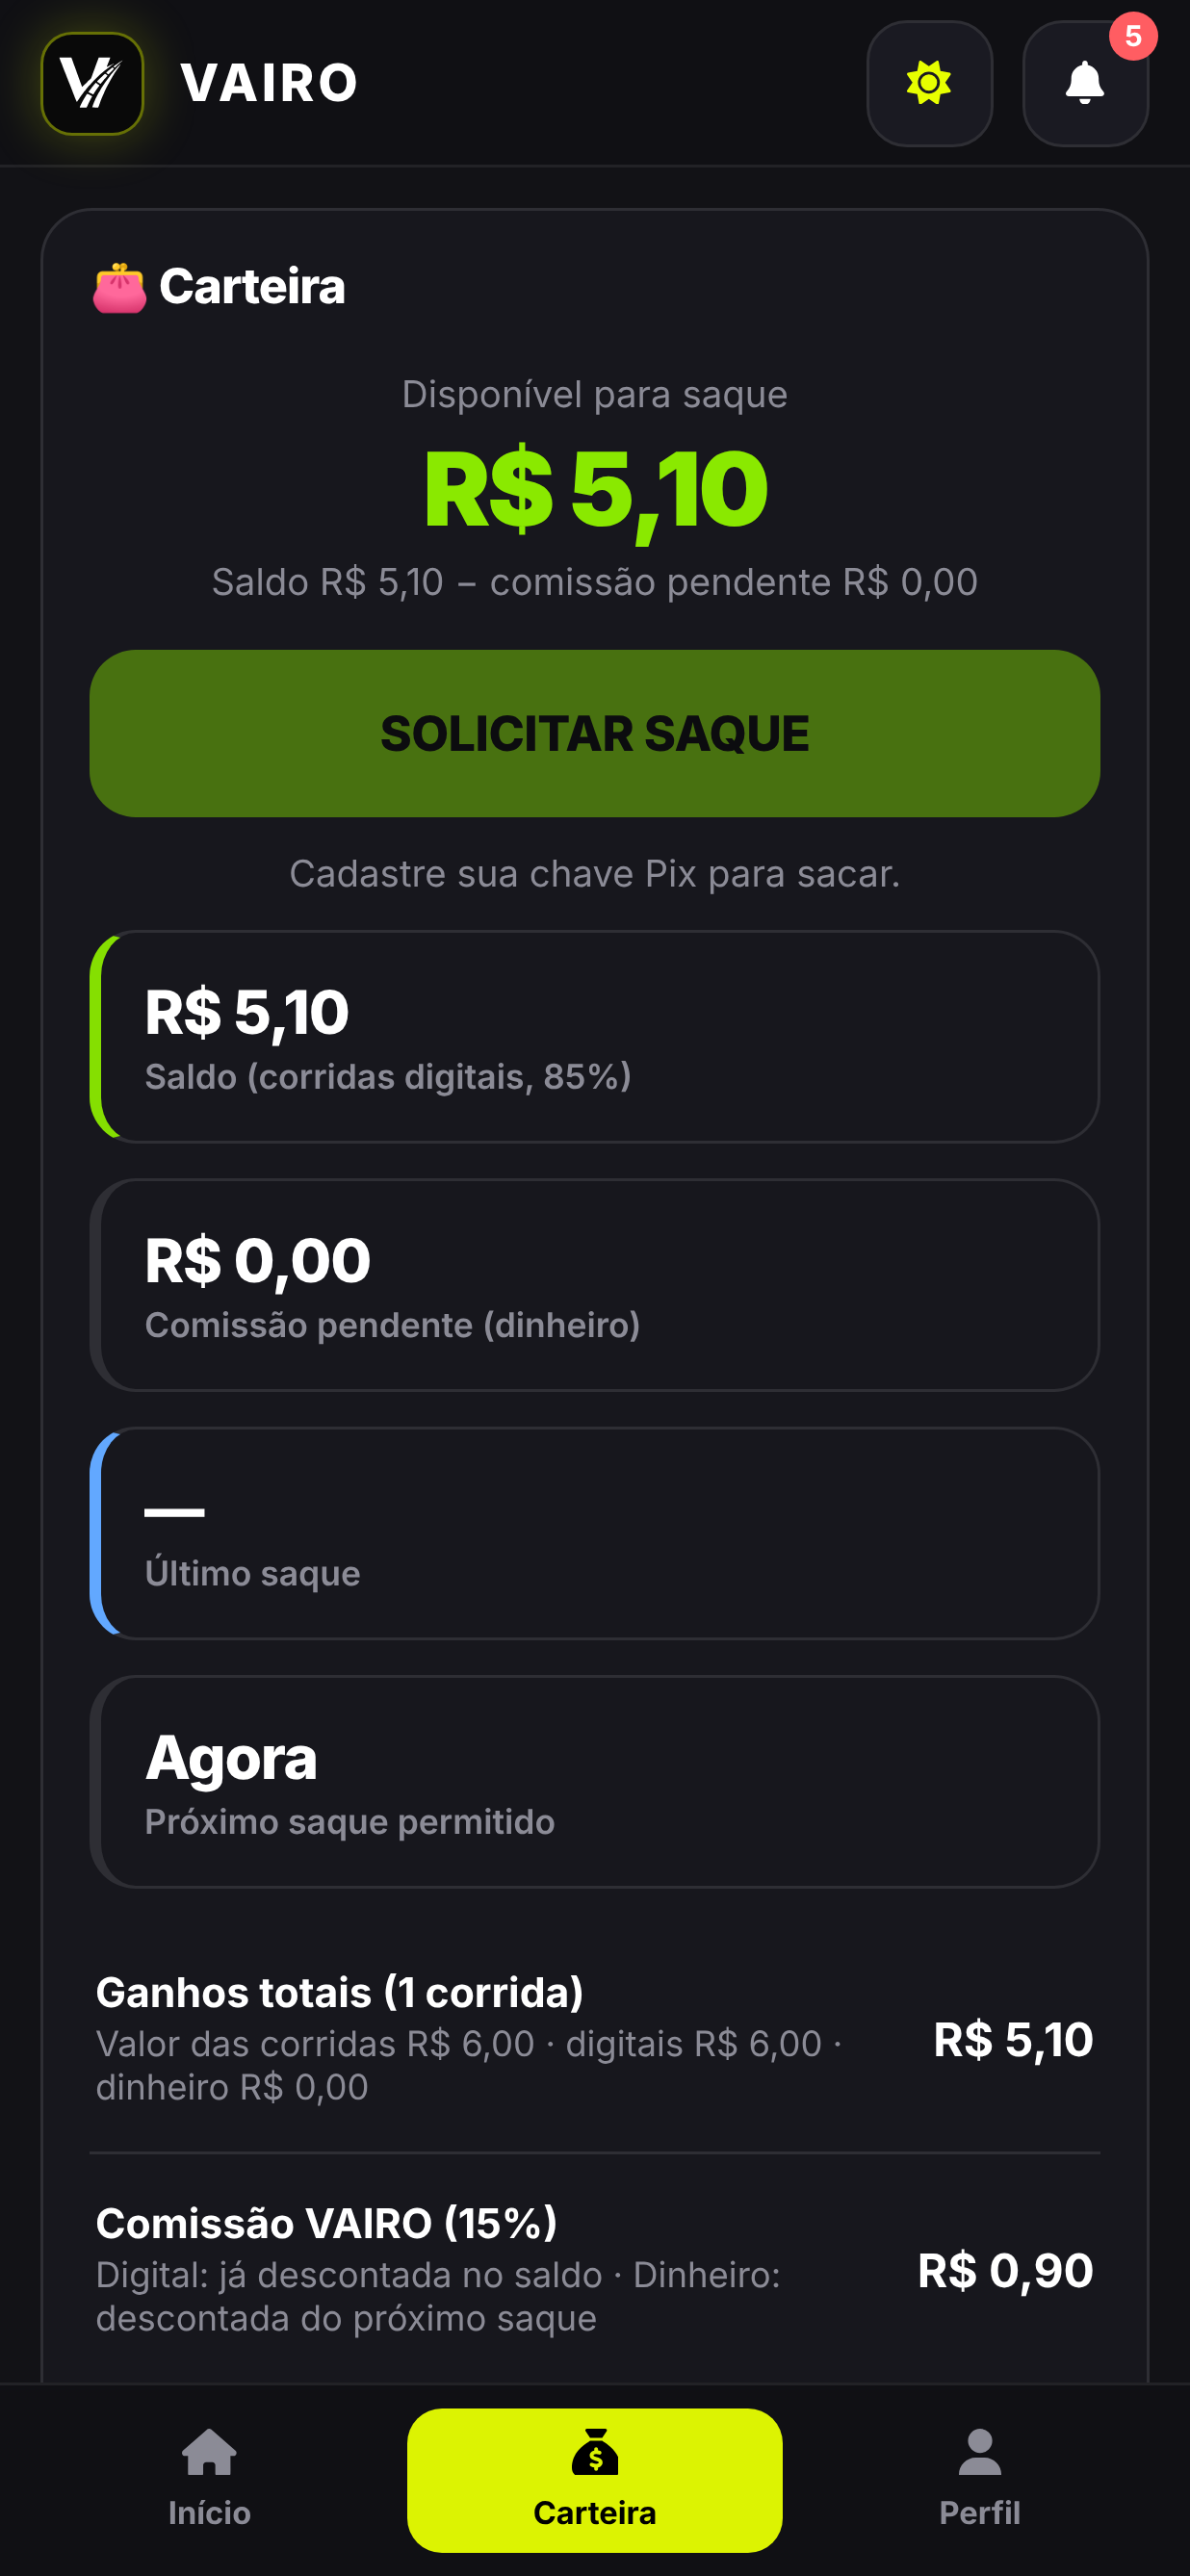 VAIRO
5
Carteira
Disponível para saque
R$ 5,10
Saldo R$ 5,10 − comissão pendente R$ 0,00
SOLICITAR SAQUE
Cadastre sua chave Pix para sacar.
R$ 5,10
Saldo (corridas digitais, 85%)
R$ 0,00
Comissão pendente (dinheiro)
—
Último saque
Agora
Próximo saque permitido
Ganhos totais (1 corrida)
Valor das corridas R$ 6,00 · digitais R$ 6,00 ·
dinheiro R$ 0,00
R$ 5,10
Comissão VAIRO (15%)
Digital: já descontada no saldo · Dinheiro:
descontada do próximo saque
R$ 0,90
Início
Carteira
Perfil